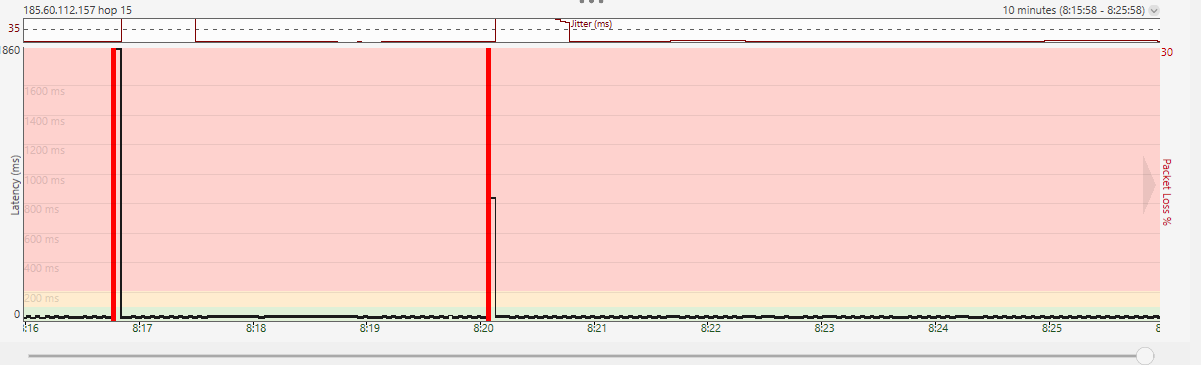 185.60.112.157 hop 15
10 minutes (8:15:58 - 8:25:58)
35
Jitter (ms)
1860
30
1600 ms
1400 ms
1200 ms
1000 ms
800 ms
600 ms
400 ms
200 ms
0
Latency (ms)
Packet Loss %
:16
8:17
8:18
8:19
8:20
8:21
8:22
8:23
8:24
8:25
8